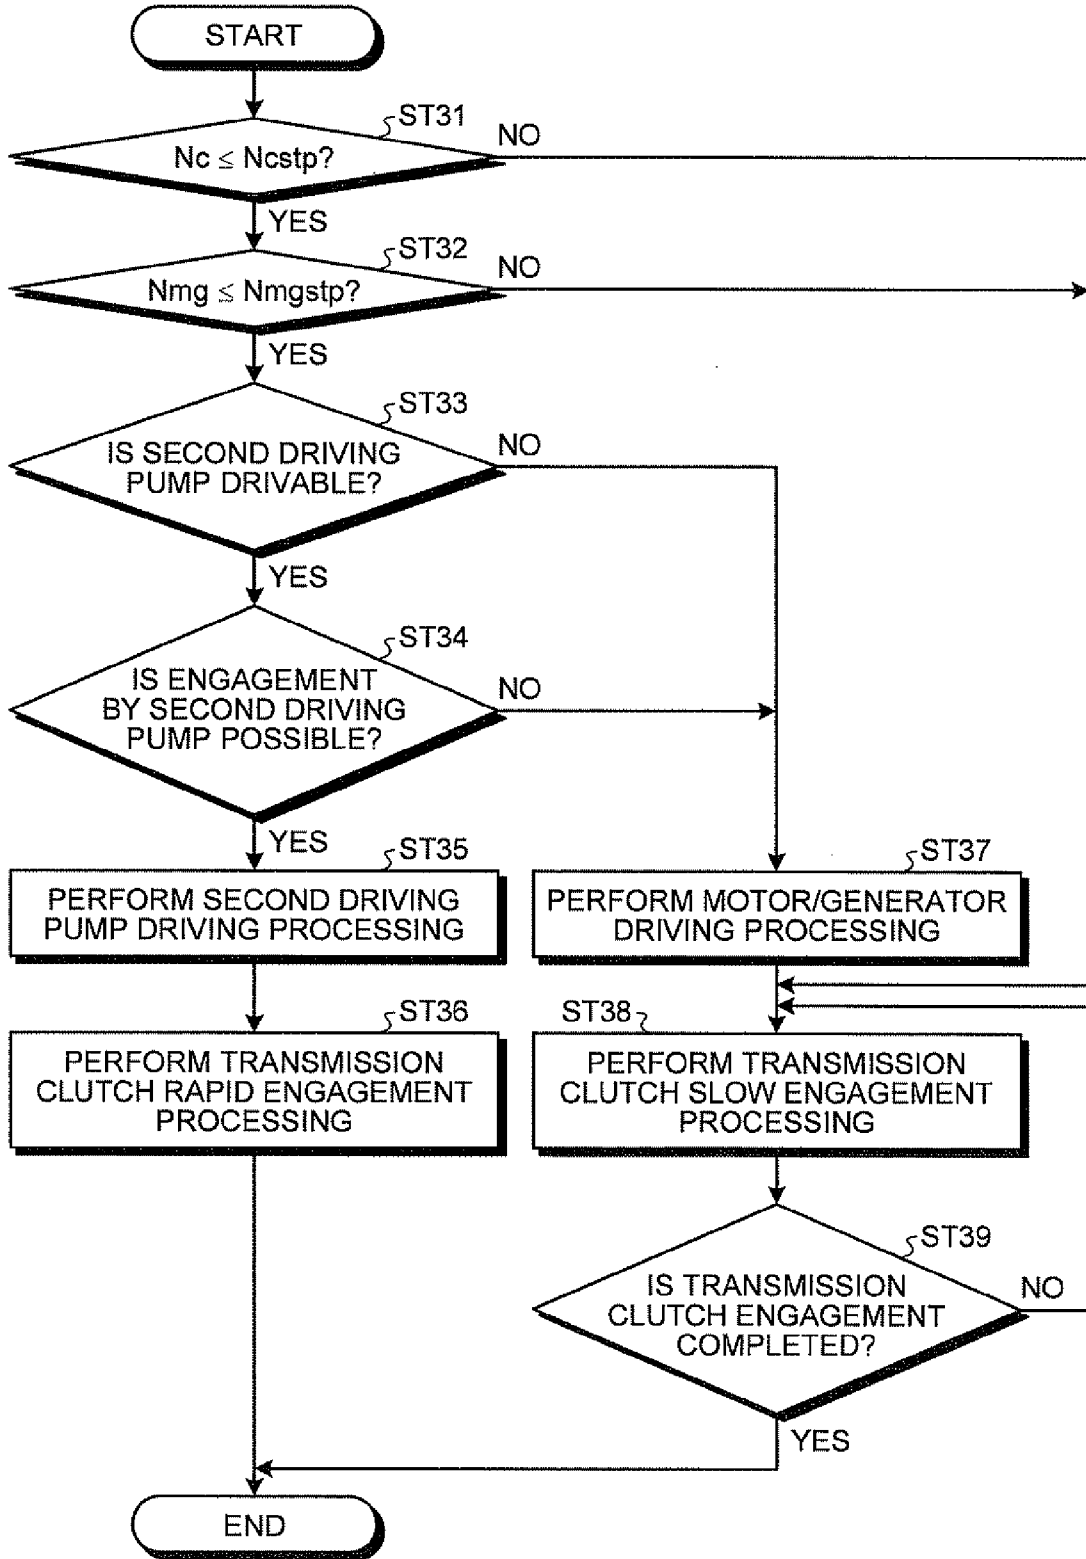 START
ST31
NO
Nc ≤ Ncstp?
YES
ST32
NO
Nmg ≤ Nmgstp?
YES
ST33
NO
IS SECOND DRIVING
PUMP DRIVABLE?
YES
ST34
IS ENGAGEMENT
BY SECOND DRIVING
PUMP POSSIBLE?
NO
YES
ST35
PERFORM SECOND DRIVING
PUMP DRIVING PROCESSING
ST37
PERFORM MOTOR/GENERATOR
DRIVING PROCESSING
ST36
PERFORM TRANSMISSION
CLUTCH RAPID ENGAGEMENT
PROCESSING
ST38
PERFORM TRANSMISSION
CLUTCH SLOW ENGAGEMENT
PROCESSING
ST39
IS TRANSMISSION
CLUTCH ENGAGEMENT
COMPLETED?
NO
YES
END